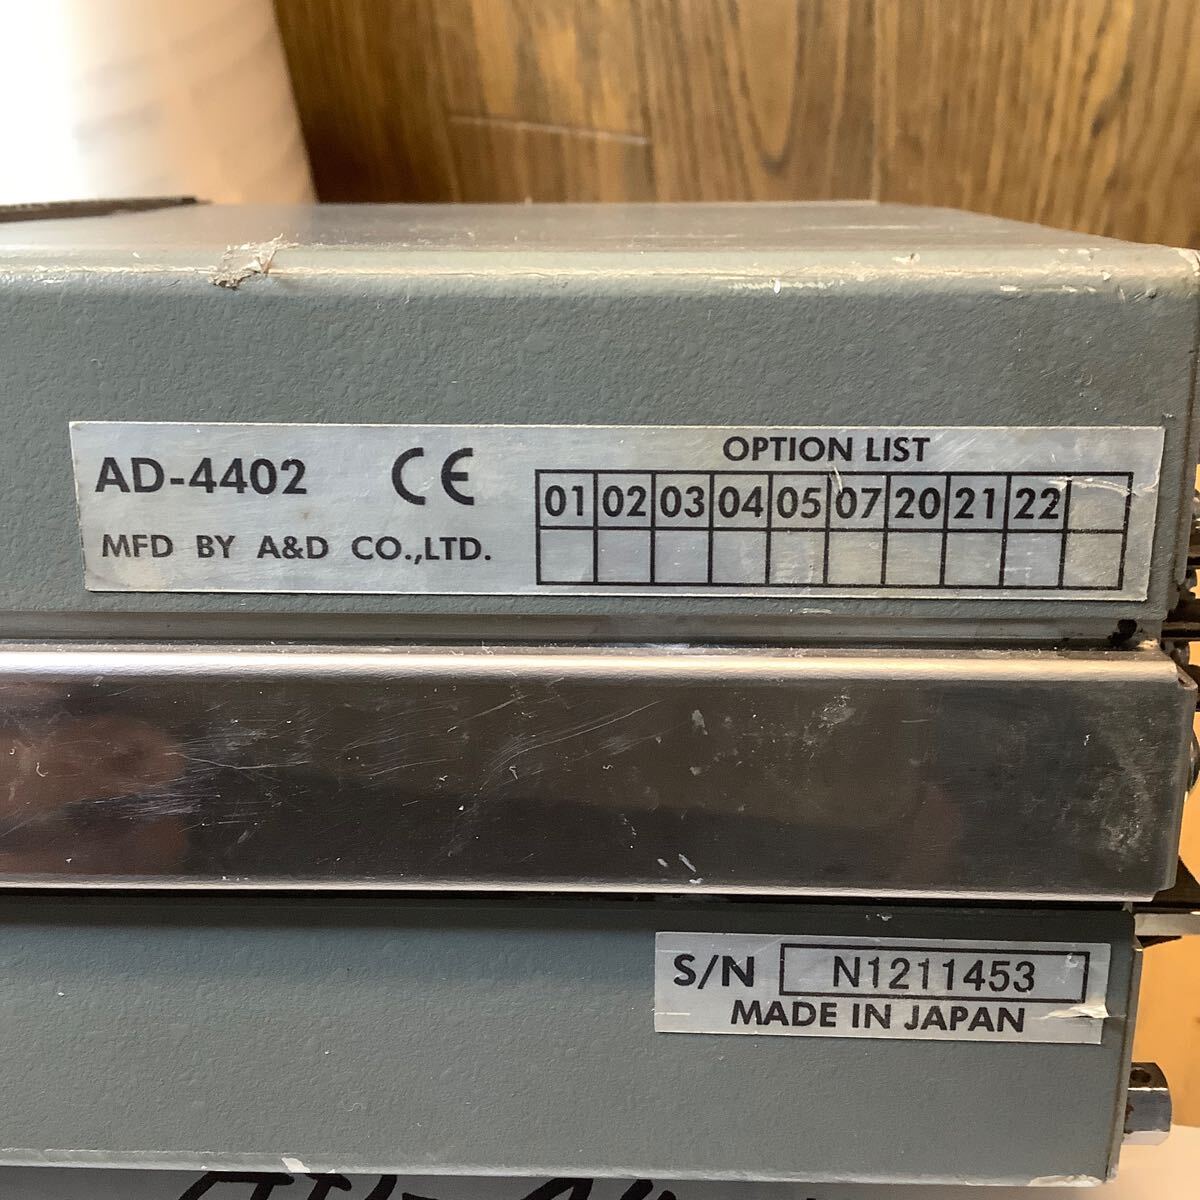 AD-4402 CE
MFD BY A&D CO.,LTD.
OPTION LIST
01 02 03 04 05 07 20 21 22
S/N N1211453
MADE IN JAPAN